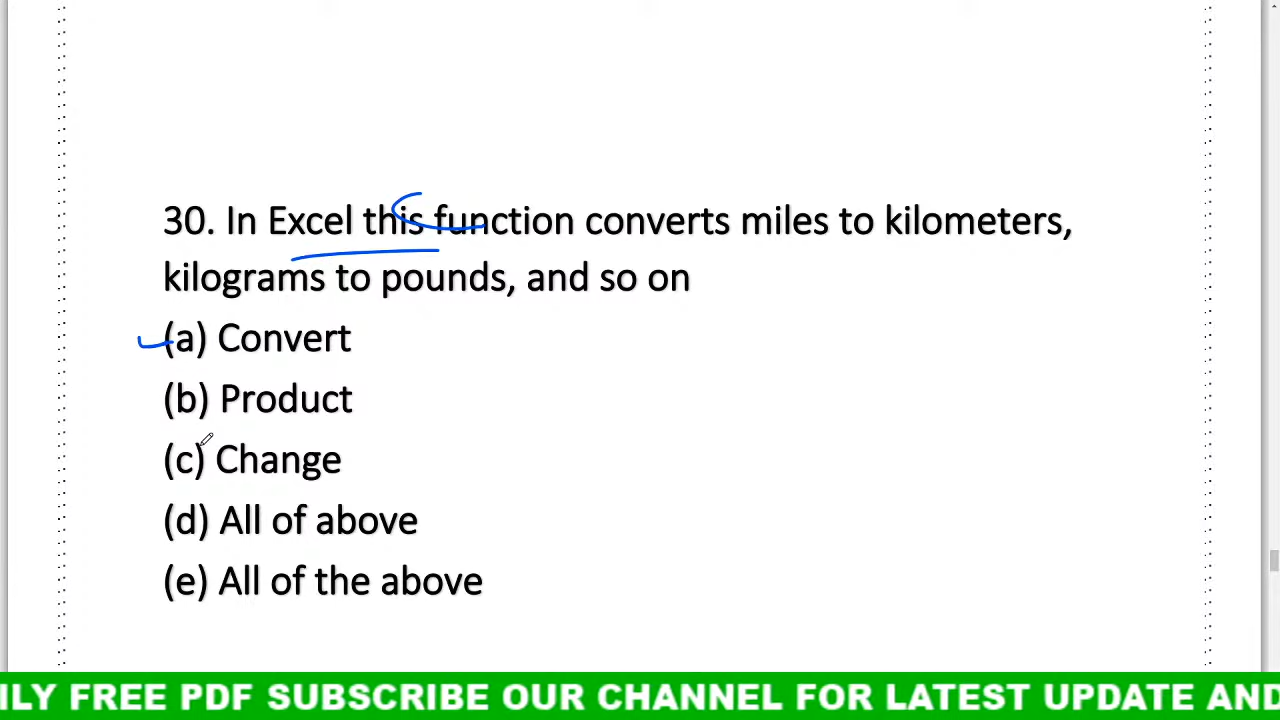 30. In Excel this function converts miles to kilometers,
kilograms to pounds, and so on
(a) Convert
(b) Product
(c) Change
(d) All of above
(e) All of the above
ILY FREE PDF SUBSCRIBE OUR CHANNEL FOR LATEST UPDATE AND